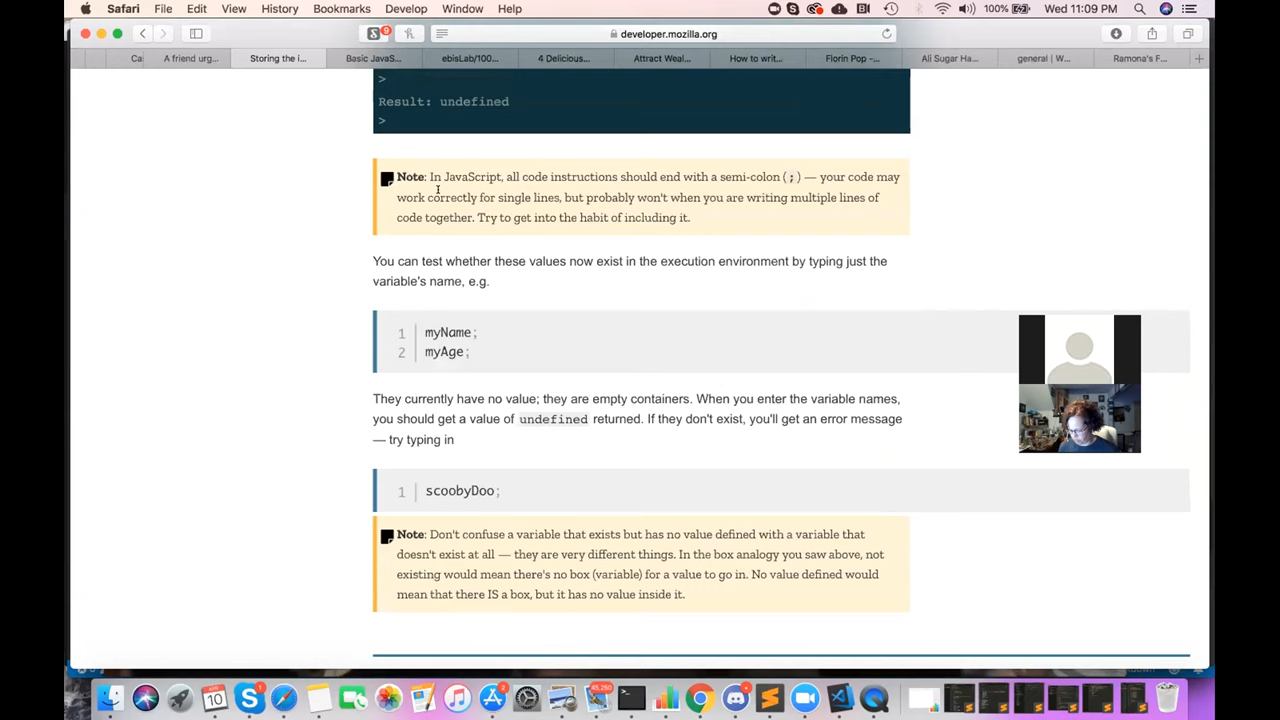 Safari File Edit View History Bookmarks Develop Window Help 100% Wed 11:09 PM
developer.mozilla.org
Ca A friend urg... Storing the i... Basic JavaS... ebisLab/100... 4 Delicious... Attract Weal... How to writ... Florin Pop -... Ali Sugar Ha... general | W... Ramona's F...
>
Result: undefined
>
Note: In JavaScript, all code instructions should end with a semi-colon (;) — your code may
work correctly for single lines, but probably won't when you are writing multiple lines of
code together. Try to get into the habit of including it.
You can test whether these values now exist in the execution environment by typing just the
variable's name, e.g.
1 myName;
2 myAge;
They currently have no value; they are empty containers. When you enter the variable names,
you should get a value of undefined returned. If they don't exist, you'll get an error message
— try typing in
1 scoobyDoo;
Note: Don't confuse a variable that exists but has no value defined with a variable that
doesn't exist at all — they are very different things. In the box analogy you saw above, not
existing would mean there's no box (variable) for a value to go in. No value defined would
mean that there IS a box, but it has no value inside it.
AUG
10
45,250